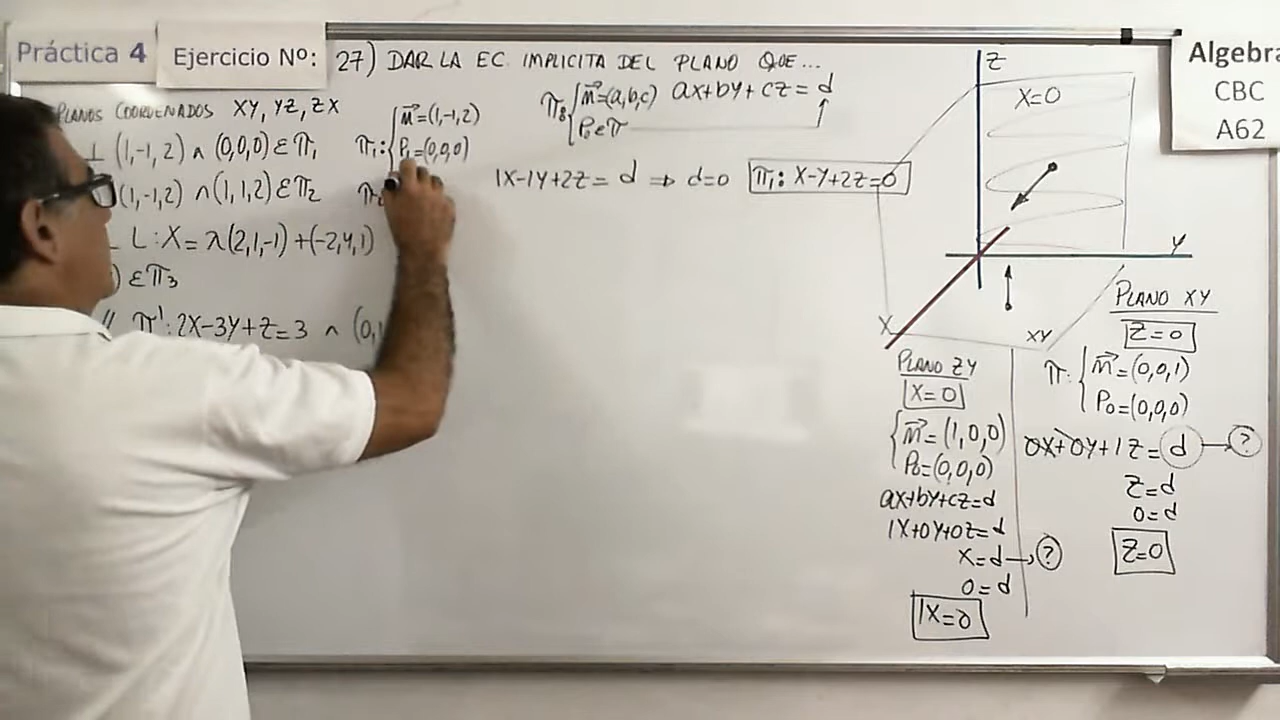 Práctica 4
Ejercicio Nº:
27) DAR LA EC. IMPLICITA DEL PLANO QUE...
Algebra
CBC
A62
PLANOS COORDENADOS XY, YZ, ZX
⊥ (1,-1,2) ∧ (0,0,0) ε π₁
(1,-1,2) ∧ (1,1,2) ε π₂
L: X = λ(2,1,-1) + (-2,4,1)
) ε π₃
// π': 2X-3Y+Z=3 ∧ (0,1
π₁: { n⃗=(1,-1,2)
P₁=(0,0,0)
π₂
π: { n⃗=(a,b,c) ax+by+cz=d
P₀ ε π
1X-1Y+2Z= d ⇒ d=0 π₁: X-Y+2Z=0
Z
X=0
Y
X
XY
PLANO ZY
X=0
n⃗=(1,0,0)
P₀=(0,0,0)
ax+by+cz=d
1X+0Y+0Z=d
X=d → ?
0=d
X=0
PLANO XY
Z=0
π: { n⃗=(0,0,1)
P₀=(0,0,0)
0X+0Y+1Z=d → ?
Z=d
0=d
Z=0